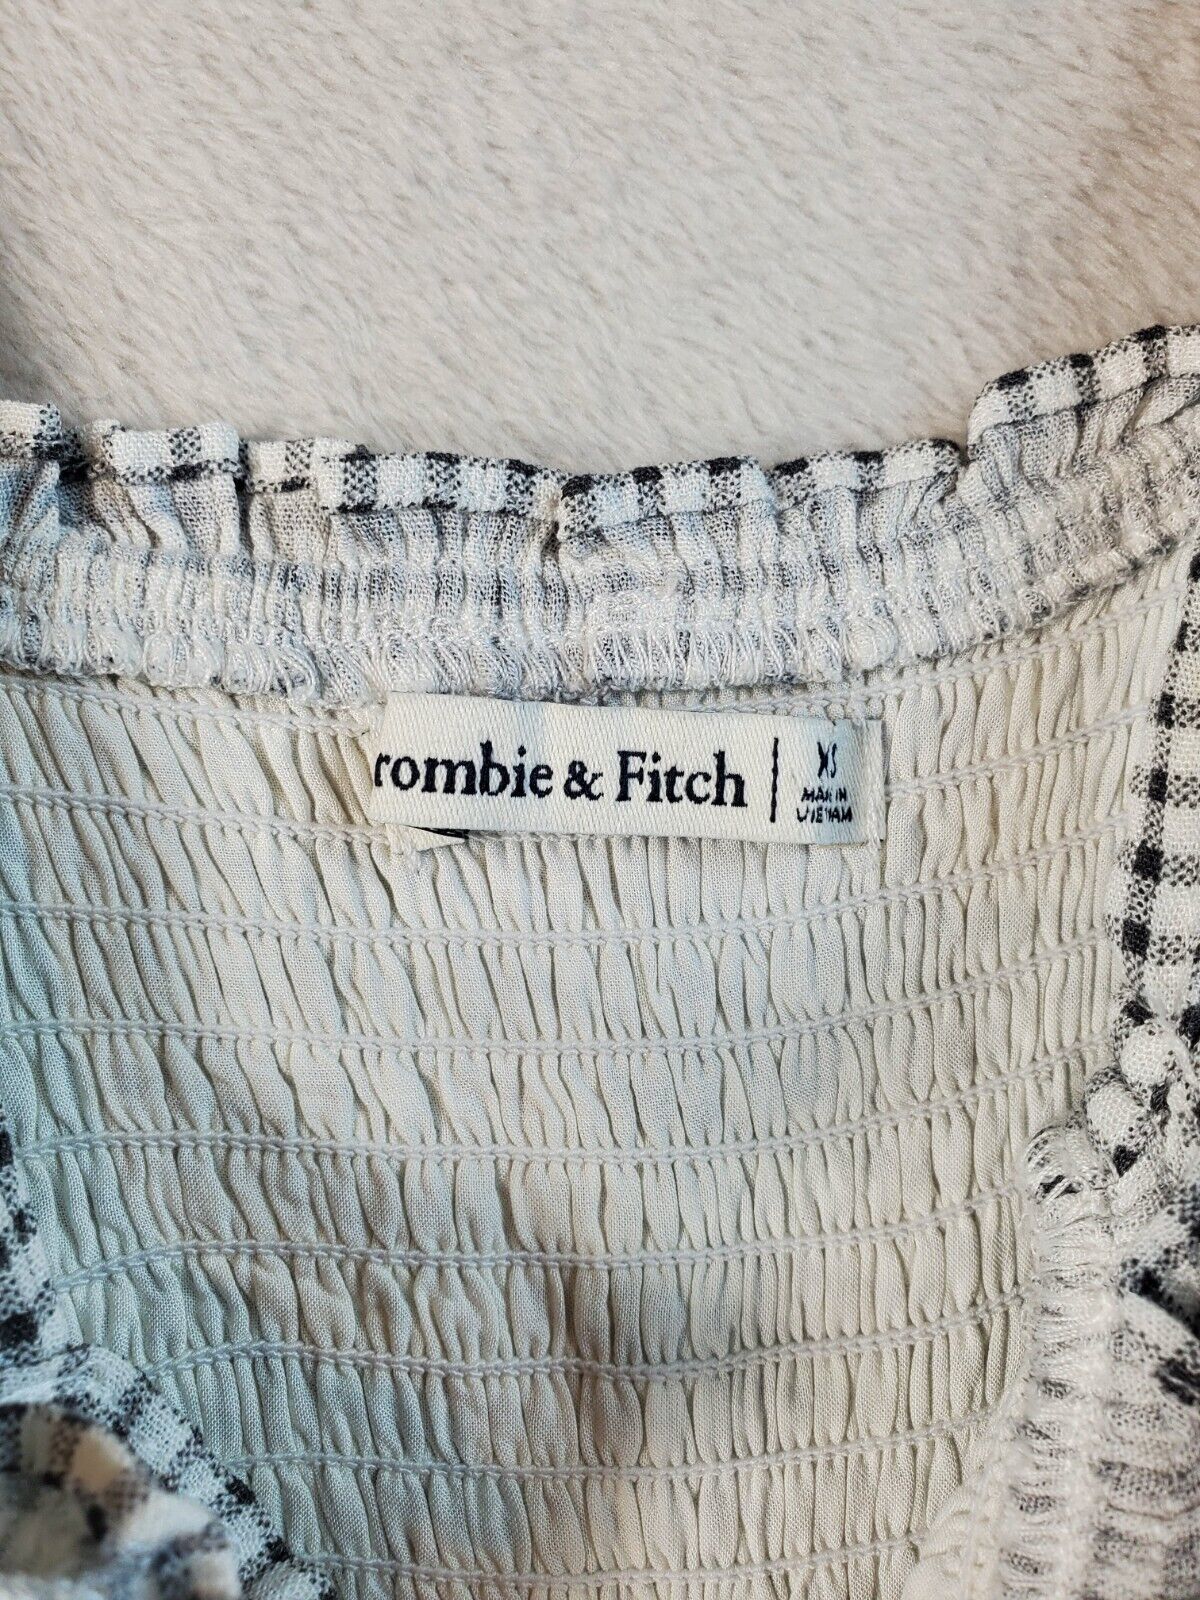 rombie & Fitch | XS
MADE IN
VIETNAM